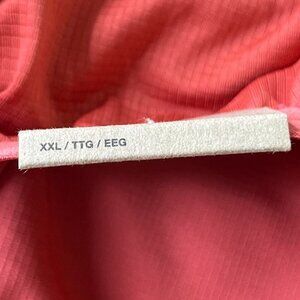 XXL / TTG / EEG